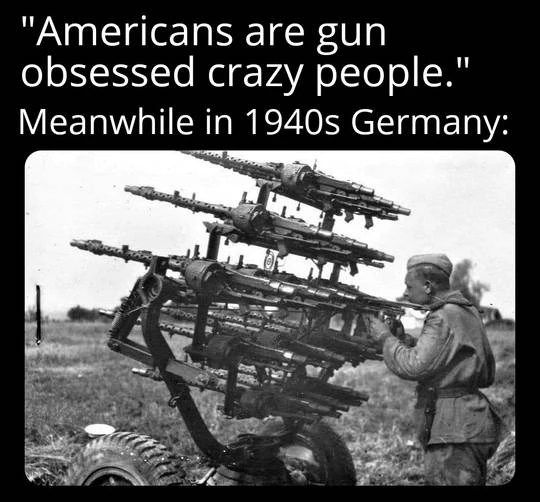 "Americans are gun
obsessed crazy people."
Meanwhile in 1940s Germany: